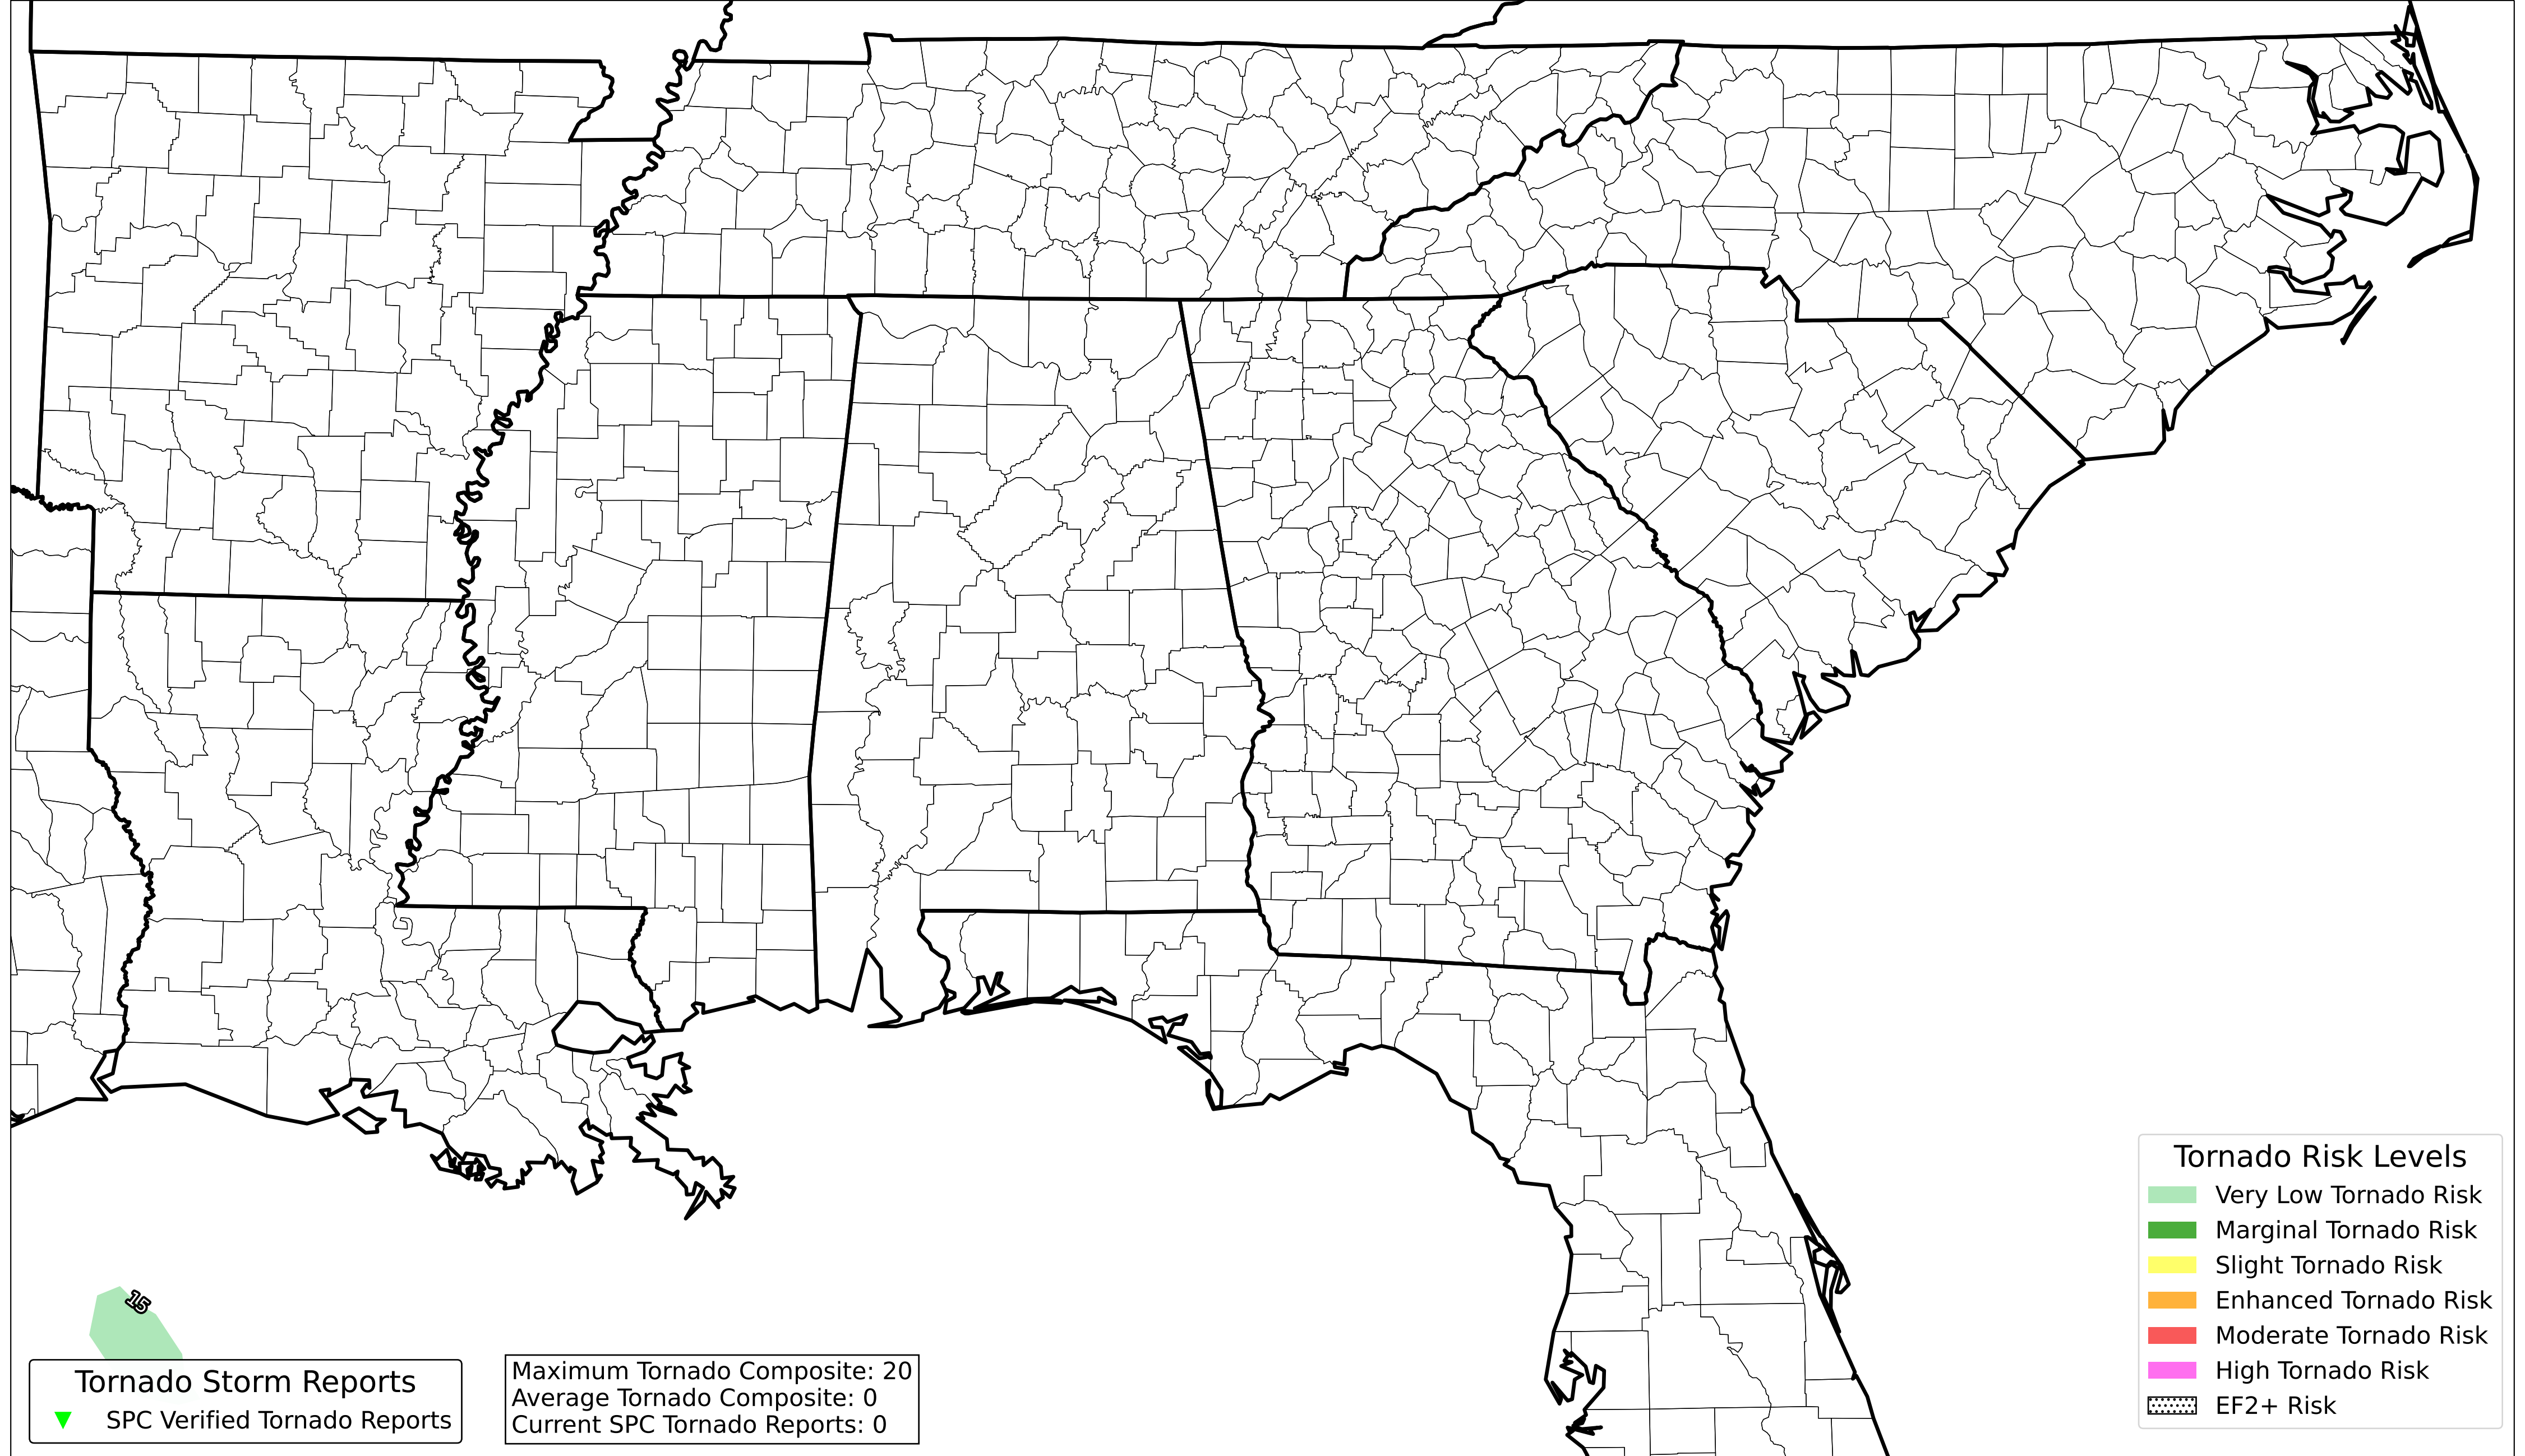 15
Tornado Storm Reports
SPC Verified Tornado Reports
Maximum Tornado Composite: 20
Average Tornado Composite: 0
Current SPC Tornado Reports: 0
Tornado Risk Levels
Very Low Tornado Risk
Marginal Tornado Risk
Slight Tornado Risk
Enhanced Tornado Risk
Moderate Tornado Risk
High Tornado Risk
EF2+ Risk